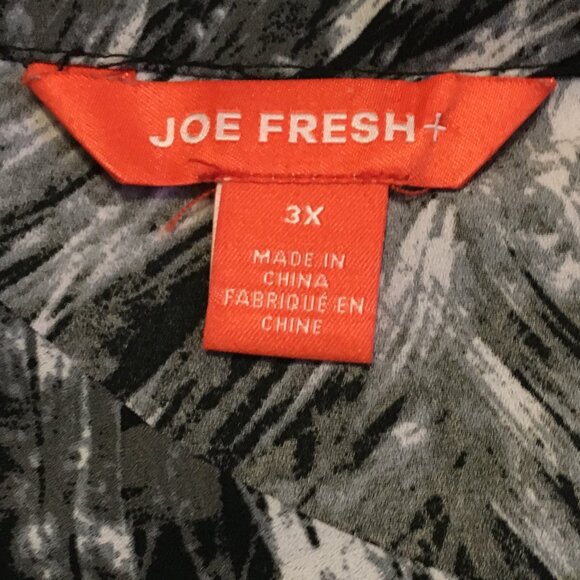 JOE FRESH+
3X
MADE IN
CHINA
FABRIQUÉ EN
CHINE